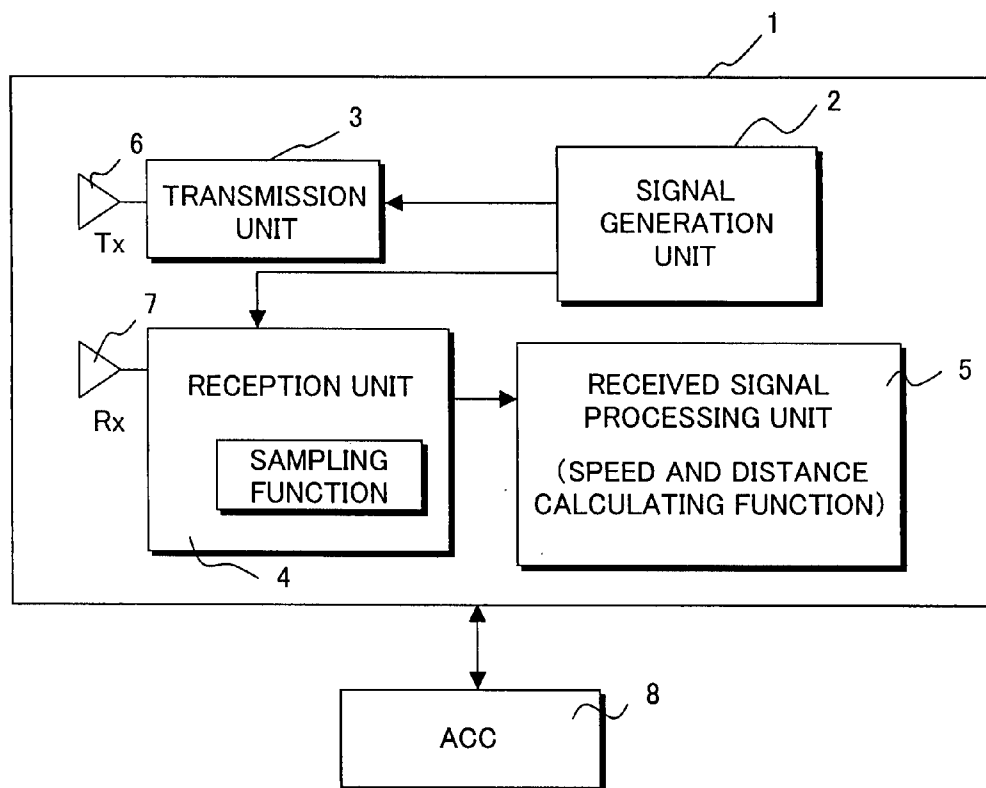 1
2
3
6
TRANSMISSION
UNIT
SIGNAL
GENERATION
UNIT
Tx
7
RECEPTION UNIT
SAMPLING
FUNCTION
Rx
4
RECEIVED SIGNAL
PROCESSING UNIT
(SPEED AND DISTANCE
CALCULATING FUNCTION)
5
ACC
8